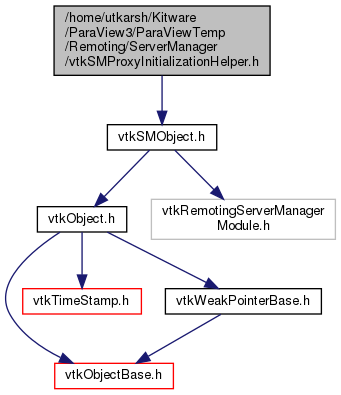 /home/utkarsh/Kitware
/ParaView3/ParaViewTemp
/Remoting/ServerManager
/vtkSMProxyInitializationHelper.h
vtkSMObject.h
vtkObject.h
vtkRemotingServerManager
Module.h
vtkTimeStamp.h
vtkWeakPointerBase.h
vtkObjectBase.h